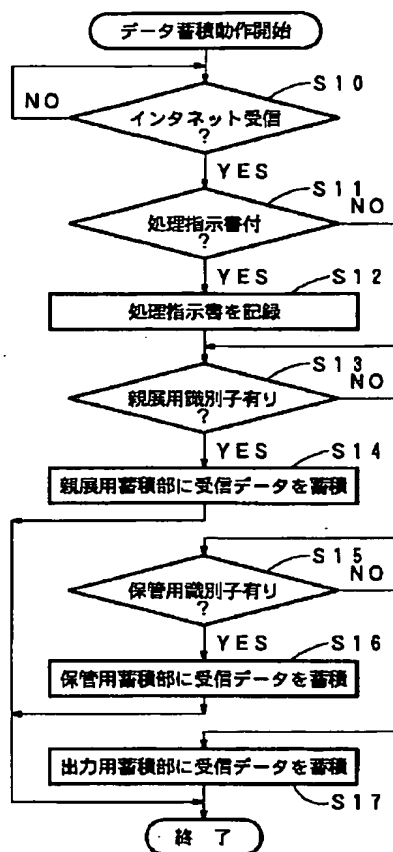 データ蓄積動作開始
S10
NO
インタネット受信
?
YES
S11
NO
処理指示書付
?
YES
S12
処理指示書を記録
S13
NO
親展用識別子有り
?
YES
S14
親展用蓄積部に受信データを蓄積
S15
NO
保管用識別子有り
?
YES
S16
保管用蓄積部に受信データを蓄積
出力用蓄積部に受信データを蓄積
S17
終 了